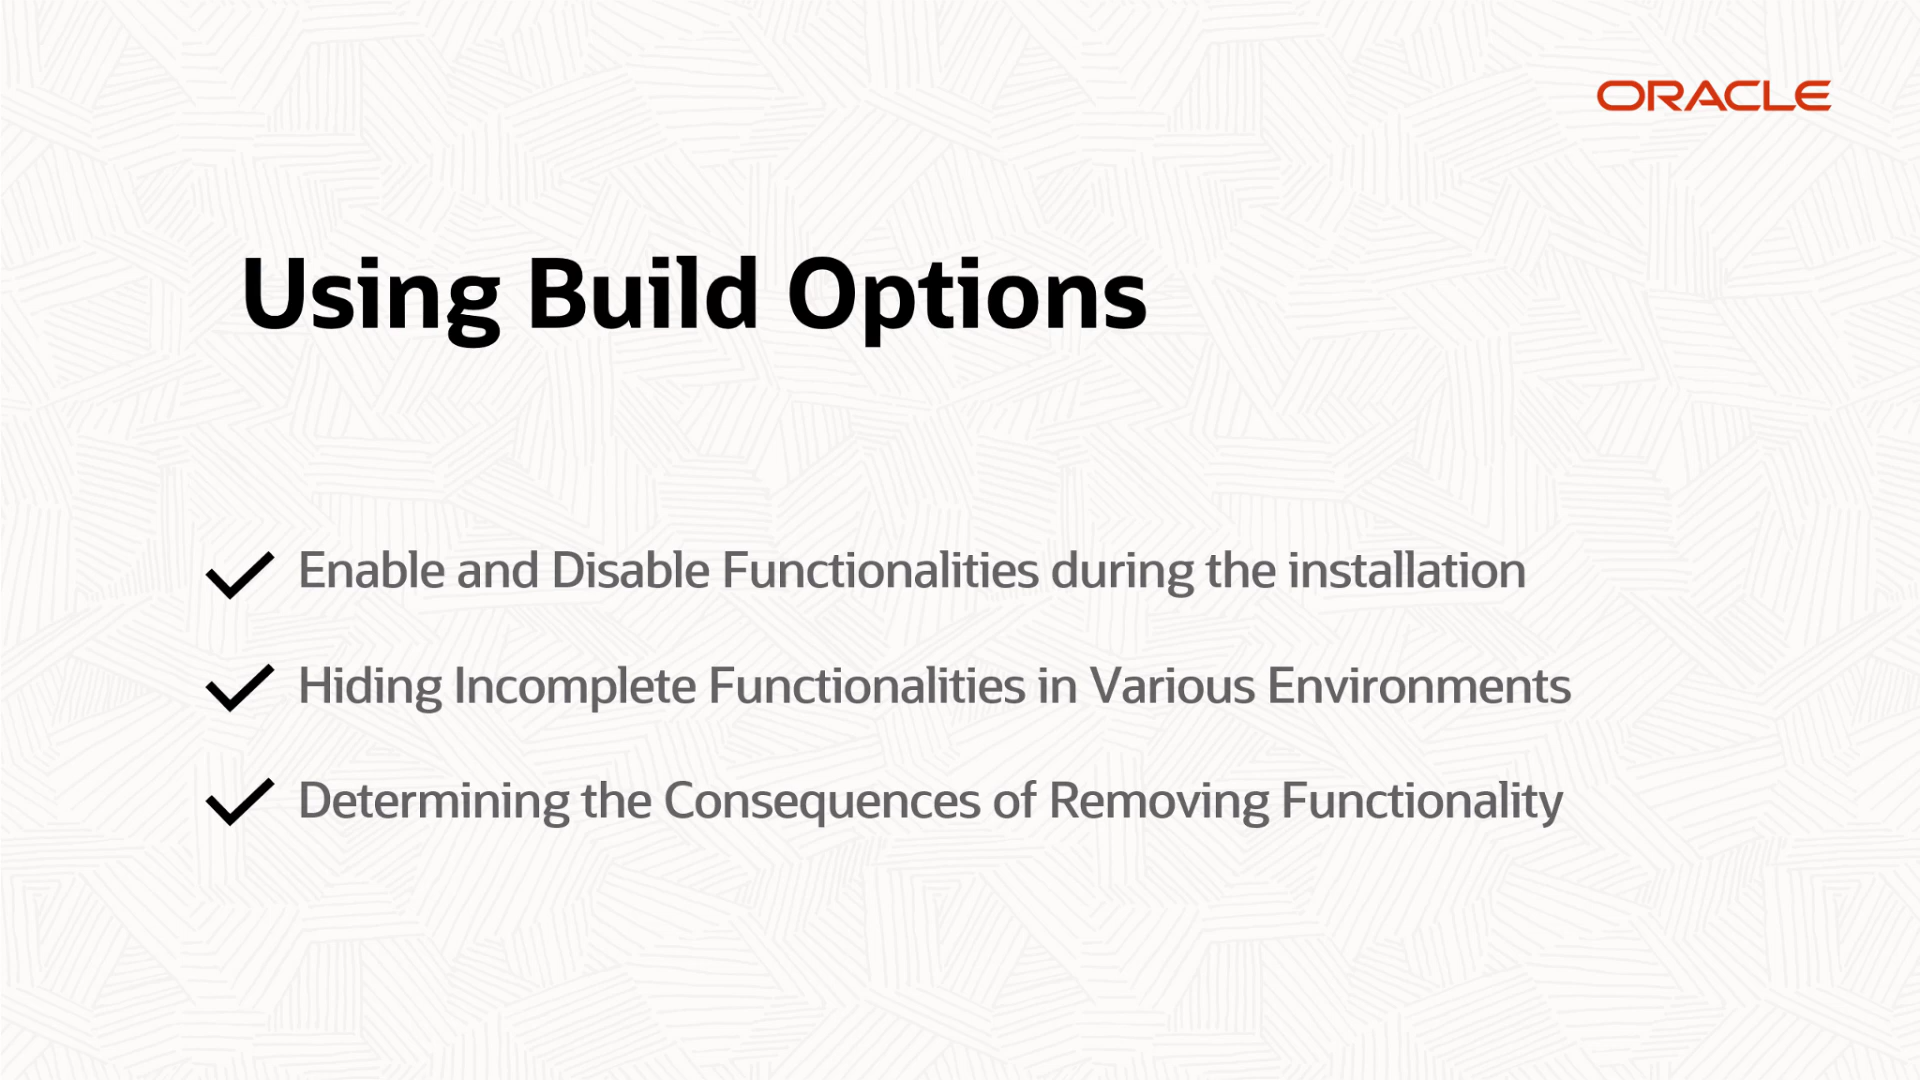 ORACLE
Using Build Options
Enable and Disable Functionalities during the installation
Hiding Incomplete Functionalities in Various Environments
Determining the Consequences of Removing Functionality